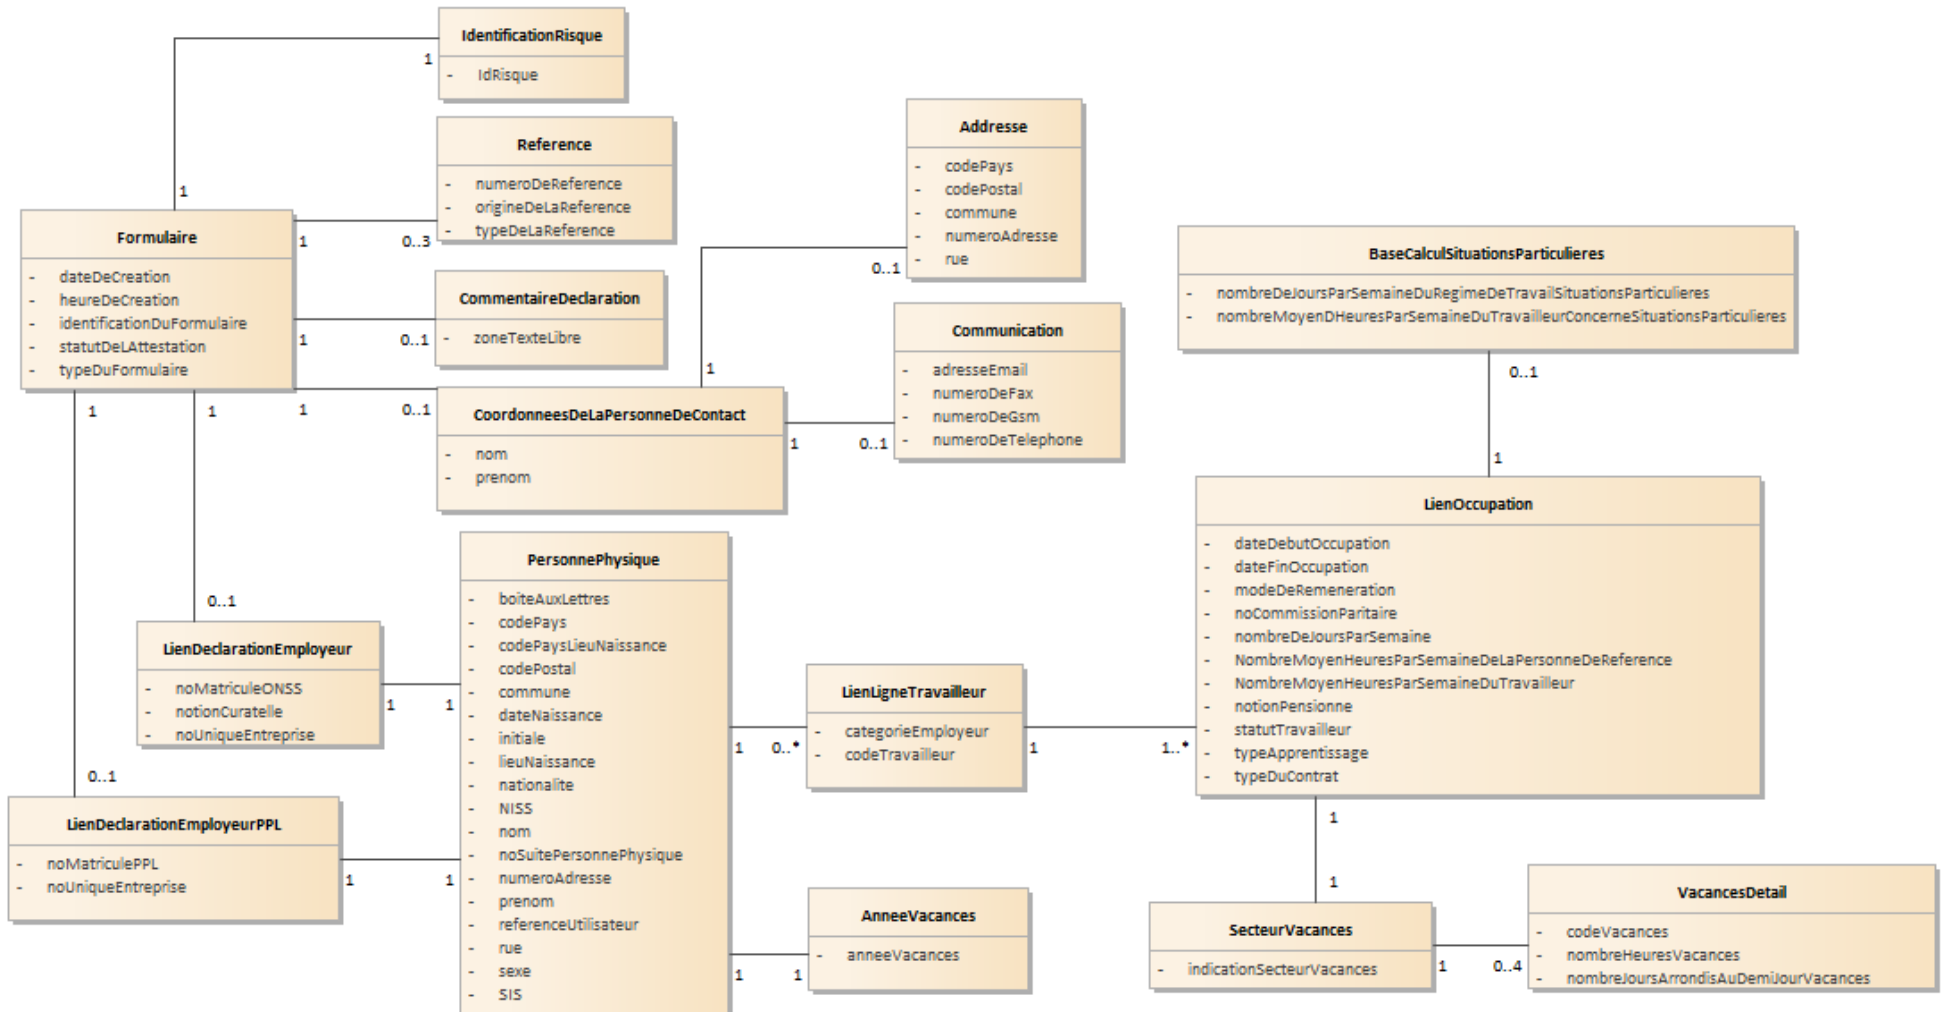 IdentificationRisque
- IdRisque
1
1
Reference
- numeroDeReference
- origineDeLaReference
- typeDeLaReference
1
0..3
Formulaire
- dateDeCreation
- heureDeCreation
- identificationDuFormulaire
- statutDeLAttestation
- typeDuFormulaire
CommentaireDeclaration
- zoneTexteLibre
1
0..1
CoordonneesDeLaPersonneDeContact
- nom
- prenom
1
0..1
Addresse
- codePays
- codePostal
- commune
- numeroAdresse
- rue
0..1
1
Communication
- adresseEmail
- numeroDeFax
- numeroDeGsm
- numeroDeTelephone
1
0..1
BaseCalculSituationsParticulieres
- nombreDeJoursParSemaineDuRegimeDeTravailSituationsParticulieres
- nombreMoyenDHeuresParSemaineDuTravailleurConcerneSituationsParticulieres
0..1
1
1
1
0..1
LienDeclarationEmployeur
- noMatriculeONSS
- notionCuratelle
- noUniqueEntreprise
1
1
0..1
LienDeclarationEmployeurPPL
- noMatriculePPL
- noUniqueEntreprise
1
1
PersonnePhysique
- boiteAuxLettres
- codePays
- codePaysLieuNaissance
- codePostal
- commune
- dateNaissance
- initiale
- lieuNaissance
- nationalite
- NISS
- nom
- noSuitePersonnePhysique
- numeroAdresse
- prenom
- referenceUtilisateur
- rue
- sexe
- SIS
LienLigneTravailleur
- categorieEmployeur
- codeTravailleur
1
0..*
1
1..*
AnneeVacances
- anneeVacances
1
1
LienOccupation
- dateDebutOccupation
- dateFinOccupation
- modeDeRemeneration
- noCommissionParitaire
- nombreDeJoursParSemaine
- NombreMoyenHeuresParSemaineDeLaPersonneDeReference
- NombreMoyenHeuresParSemaineDuTravailleur
- notionPensionne
- statutTravailleur
- typeApprentissage
- typeDuContrat
1
1
SecteurVacances
- indicationSecteurVacances
1
0..4
VacancesDetail
- codeVacances
- nombreHeuresVacances
- nombreJoursArrondisAuDemiJourVacances